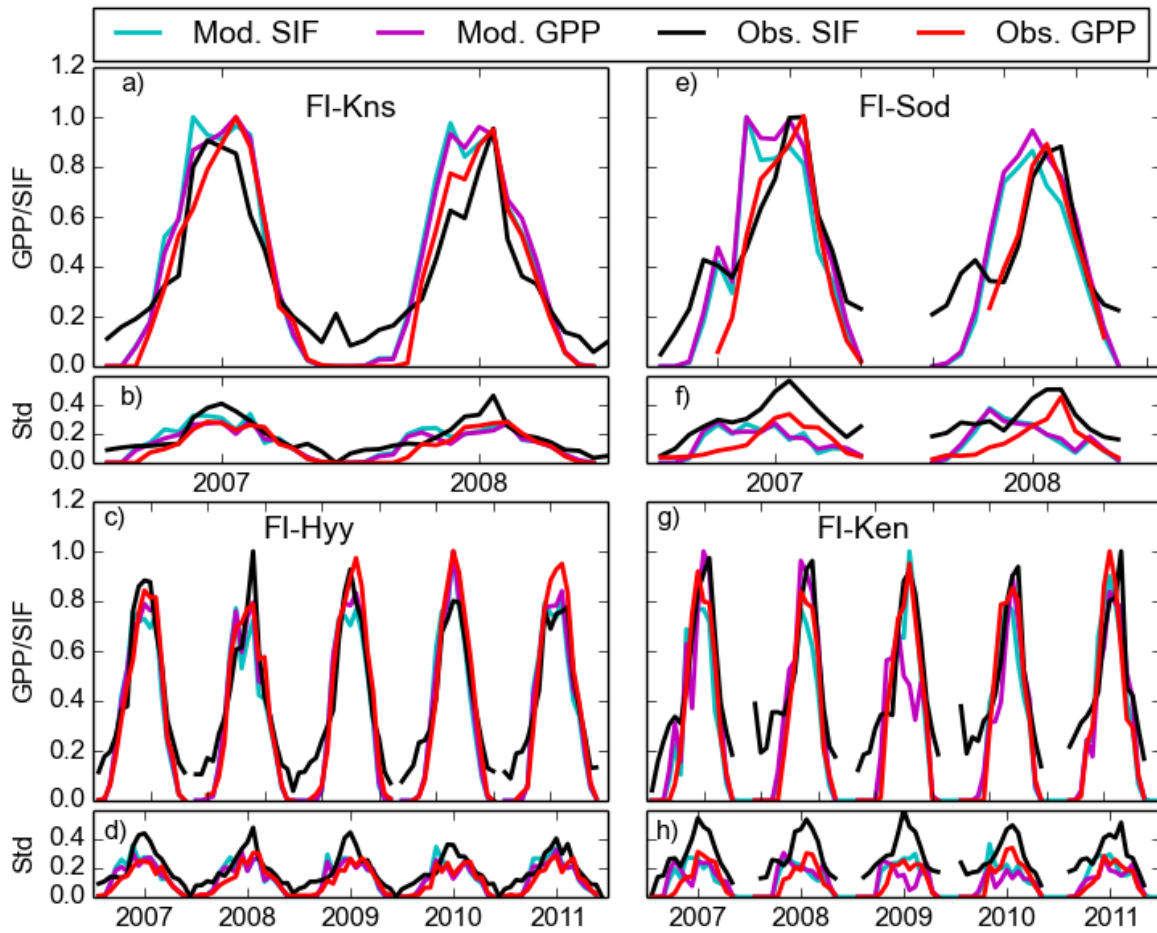 Mod. SIF Mod. GPP Obs. SIF Obs. GPP
1.2
1.0
0.8
0.6
0.4
0.2
0.0
GPP/SIF
a)
FI-Kns
e)
FI-Sod
0.4
0.2
0.0
Std
b)
f)
2007 2008 2007 2008
1.2
1.0
0.8
0.6
0.4
0.2
0.0
GPP/SIF
c)
FI-Hyy
g)
FI-Ken
0.4
0.2
0.0
Std
d)
h)
2007 2008 2009 2010 2011 2007 2008 2009 2010 2011